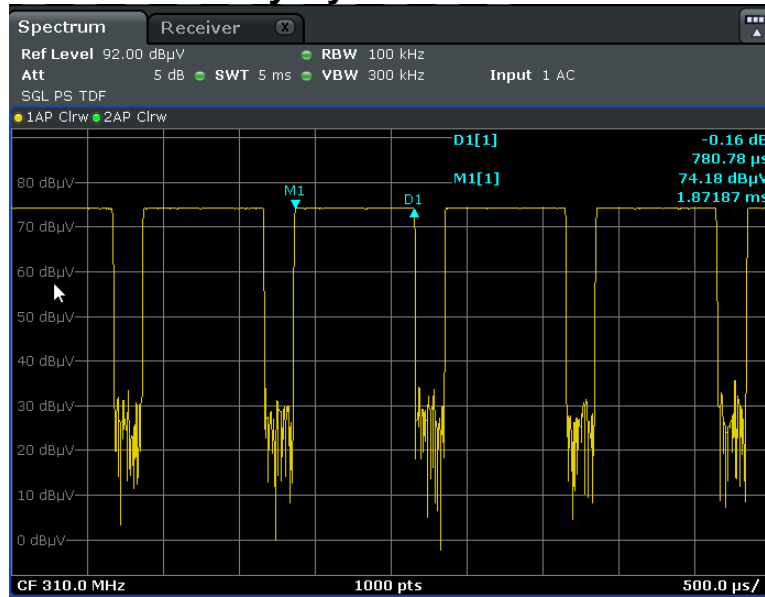 Spectrum Receiver X
Ref Level 92.00 dBµV RBW 100 kHz
Att 5 dB SWT 5 ms VBW 300 kHz Input 1 AC
SGL PS TDF
1AP Clrw 2AP Clrw
D1[1] -0.16 dB
780.78 µs
M1[1] 74.18 dBµV
1.87187 ms
80 dBµV
M1
D1
70 dBµV
60 dBµV
50 dBµV
40 dBµV
30 dBµV
20 dBµV
10 dBµV
0 dBµV
CF 310.0 MHz 1000 pts 500.0 µs/